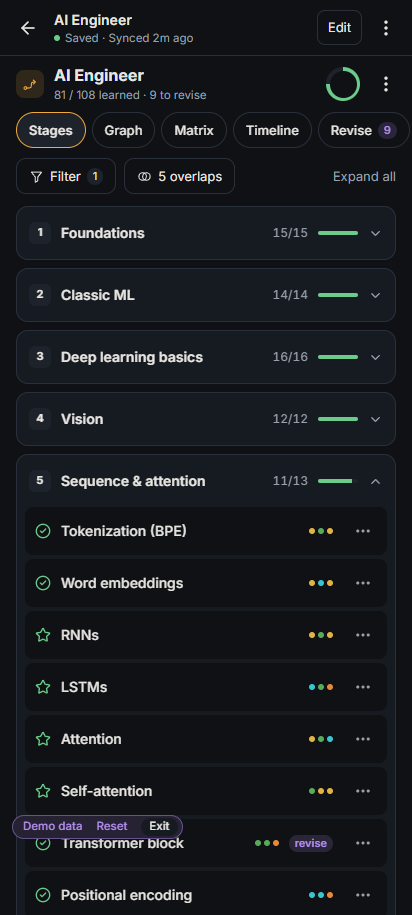 AI Engineer
Saved · Synced 2m ago
Edit
AI Engineer
81 / 108 learned · 9 to revise
Stages Graph Matrix Timeline Revise 9
Filter 1 5 overlaps Expand all
1 Foundations 15/15
2 Classic ML 14/14
3 Deep learning basics 16/16
4 Vision 12/12
5 Sequence & attention 11/13
Tokenization (BPE)
Word embeddings
RNNs
LSTMs
Attention
Self-attention
Demo data Reset Exit
Transformer block revise
Positional encoding